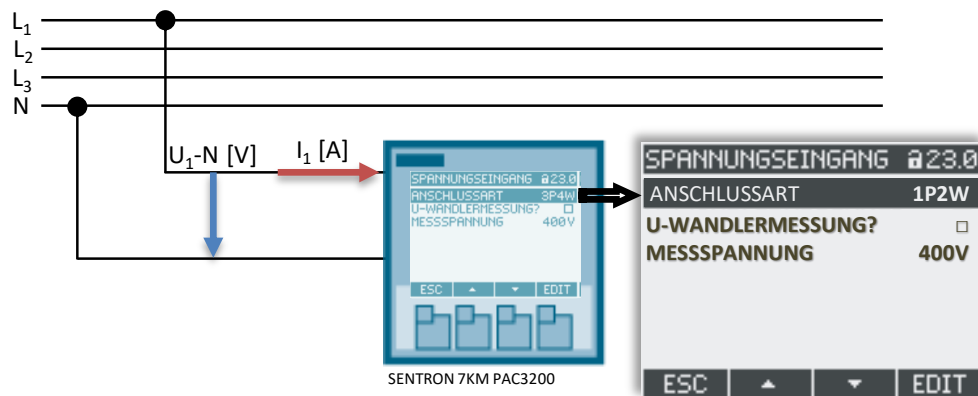 L₁
L₂
L₃
N
U₁-N [V]
I₁ [A]
SPANNUNGSEINGANG 23.0
ANSCHLUSSART 3P4W
U-WANDLERMESSUNG? □
MESSSPANNUNG 400V
ESC ▲ ▼ EDIT
SENTRON 7KM PAC3200
SPANNUNGSEINGANG 23.0
ANSCHLUSSART 1P2W
U-WANDLERMESSUNG? □
MESSSPANNUNG 400V
ESC ▲ ▼ EDIT